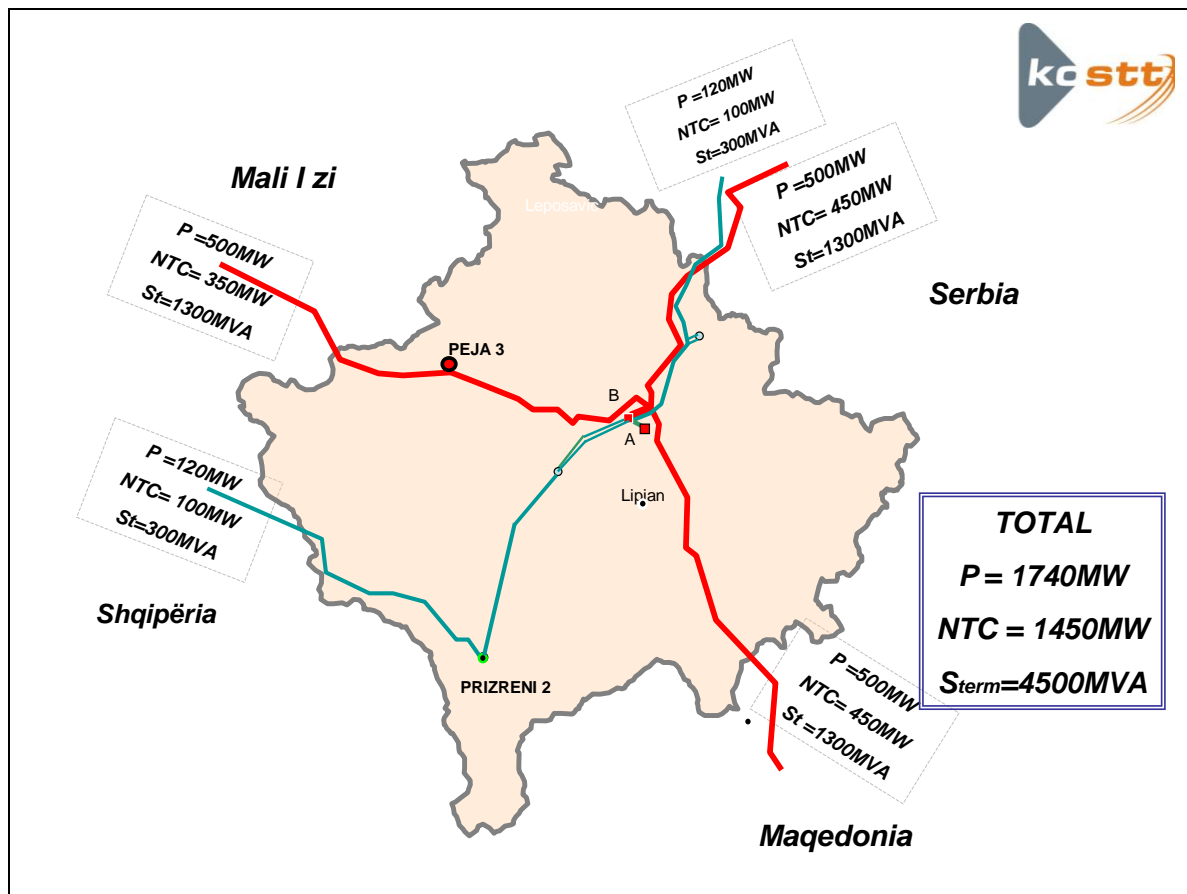 kostt
P =120MW
NTC= 100MW
St=300MVA
P =500MW
NTC= 450MW
St=1300MVA
Mali I zi
Leposavic
P =500MW
NTC= 350MW
St=1300MVA
Serbia
PEJA 3
B
A
Lipjan
P =120MW
NTC= 100MW
St=300MVA
Shqipëria
PRIZRENI 2
TOTAL
P = 1740MW
NTC = 1450MW
Sterm=4500MVA
P =500MW
NTC= 450MW
St =1300MVA
Maqedonia